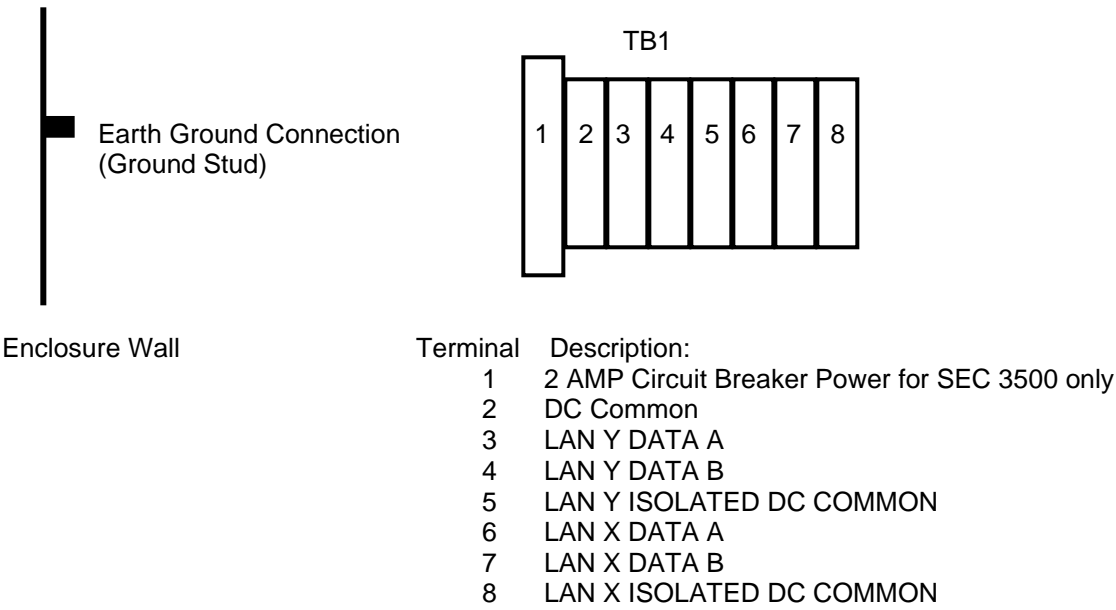 TB1
Earth Ground Connection
(Ground Stud)
1 2 3 4 5 6 7 8
Enclosure Wall
Terminal Description:
1 2 AMP Circuit Breaker Power for SEC 3500 only
2 DC Common
3 LAN Y DATA A
4 LAN Y DATA B
5 LAN Y ISOLATED DC COMMON
6 LAN X DATA A
7 LAN X DATA B
8 LAN X ISOLATED DC COMMON